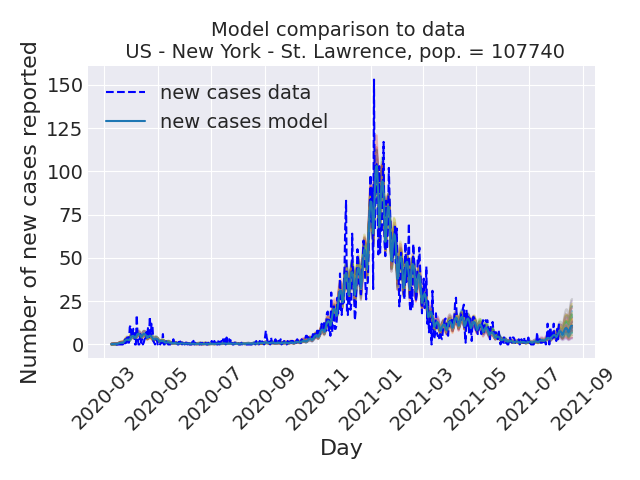 Model comparison to data
US - New York - St. Lawrence, pop. = 107740
Number of new cases reported
150
125
100
75
50
25
0
new cases data
new cases model
2020-03
2020-05
2020-07
2020-09
2020-11
2021-01
2021-03
2021-05
2021-07
2021-09
Day